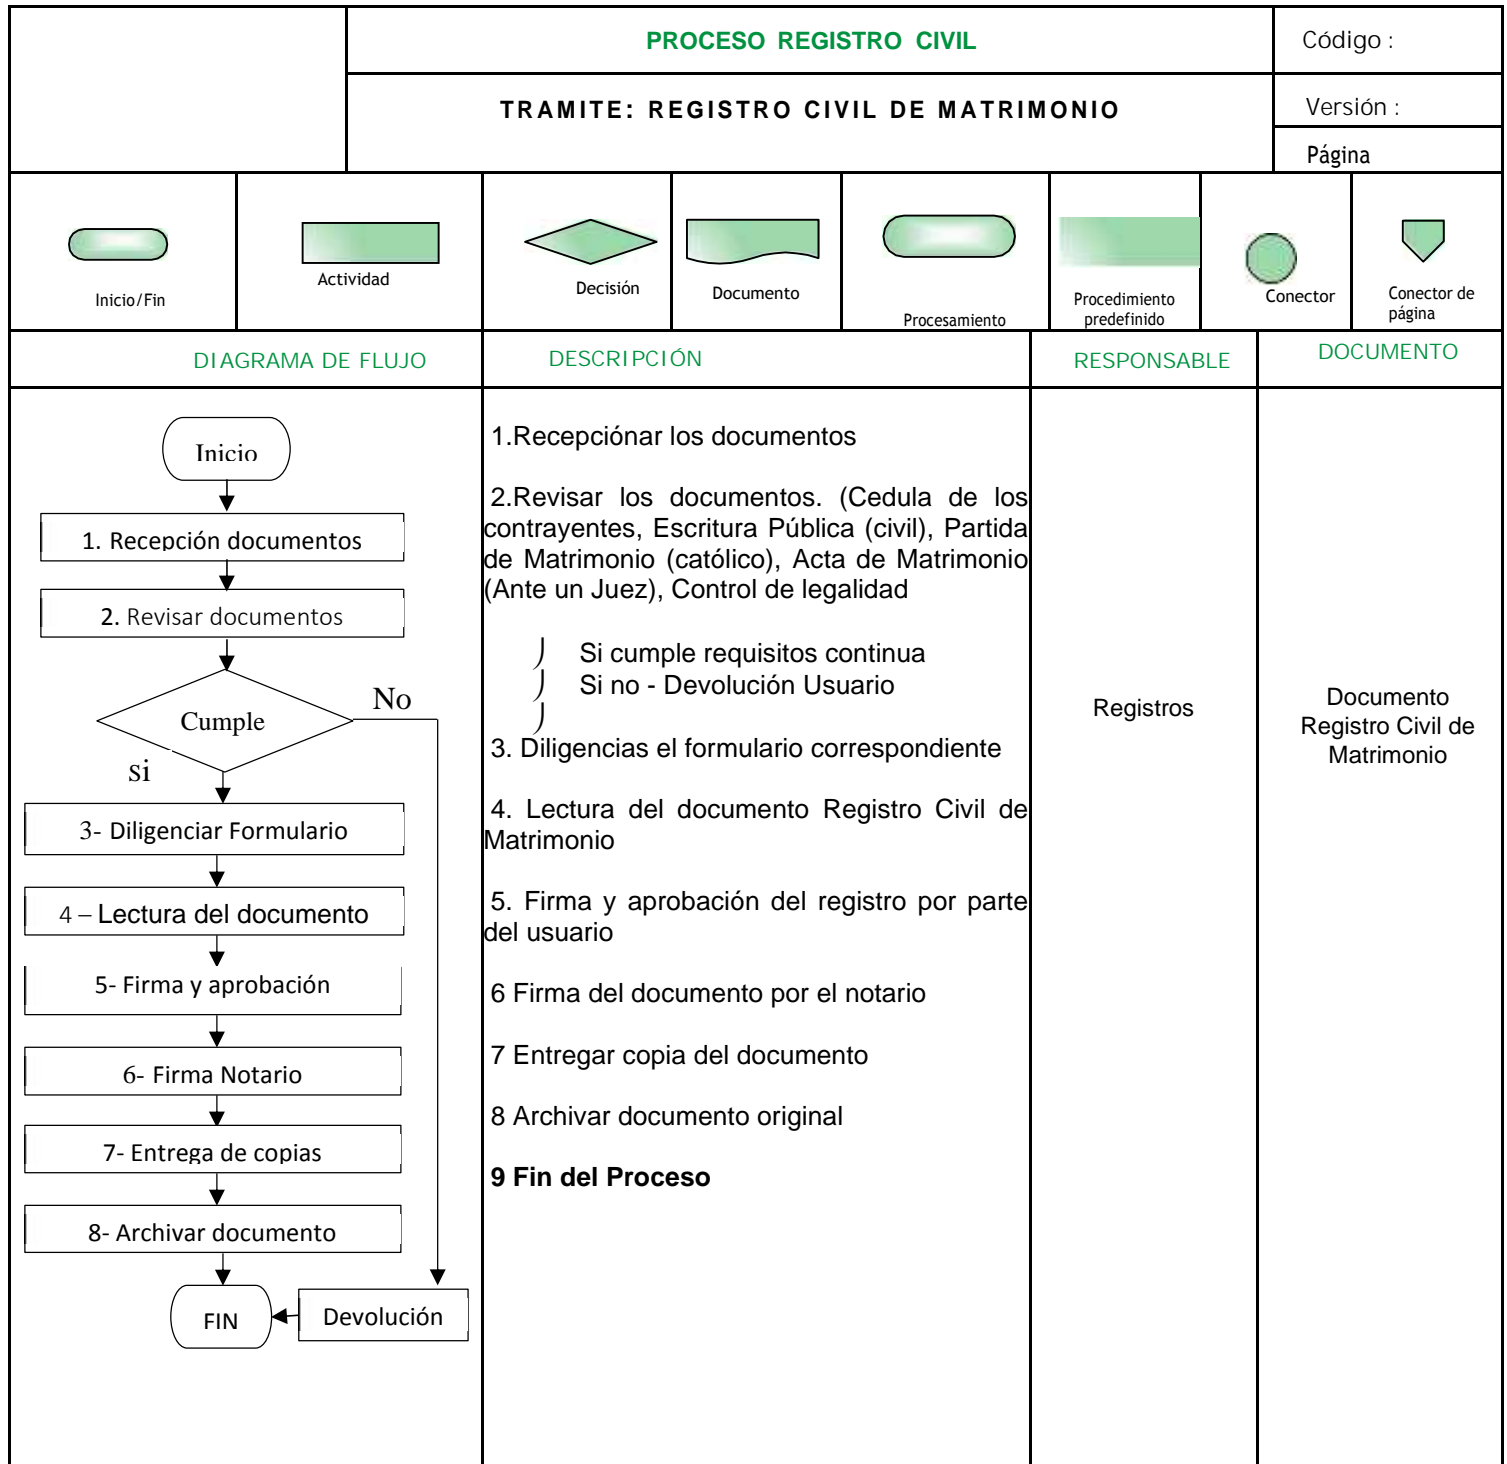 PROCESO REGISTRO CIVIL
Código :
TRAMITE: REGISTRO CIVIL DE MATRIMONIO
Versión :
Página
Inicio/Fin
Actividad
Decisión
Documento
Procesamiento
Procedimiento
predefinido
Conector
Conector de
página
DIAGRAMA DE FLUJO
DESCRIPCIÓN
RESPONSABLE
DOCUMENTO
Inicio
1. Recepción documentos
2. Revisar documentos
Cumple
No
si
3- Diligenciar Formulario
4 – Lectura del documento
5- Firma y aprobación
6- Firma Notario
7- Entrega de copias
8- Archivar documento
FIN
Devolución
1.Recepciónar los documentos
2.Revisar los documentos. (Cedula de los
contrayentes, Escritura Pública (civil), Partida
de Matrimonio (católico), Acta de Matrimonio
(Ante un Juez), Control de legalidad
Si cumple requisitos continua
Si no - Devolución Usuario
3. Diligencias el formulario correspondiente
4. Lectura del documento Registro Civil de
Matrimonio
5. Firma y aprobación del registro por parte
del usuario
6 Firma del documento por el notario
7 Entregar copia del documento
8 Archivar documento original
9 Fin del Proceso
Registros
Documento
Registro Civil de
Matrimonio